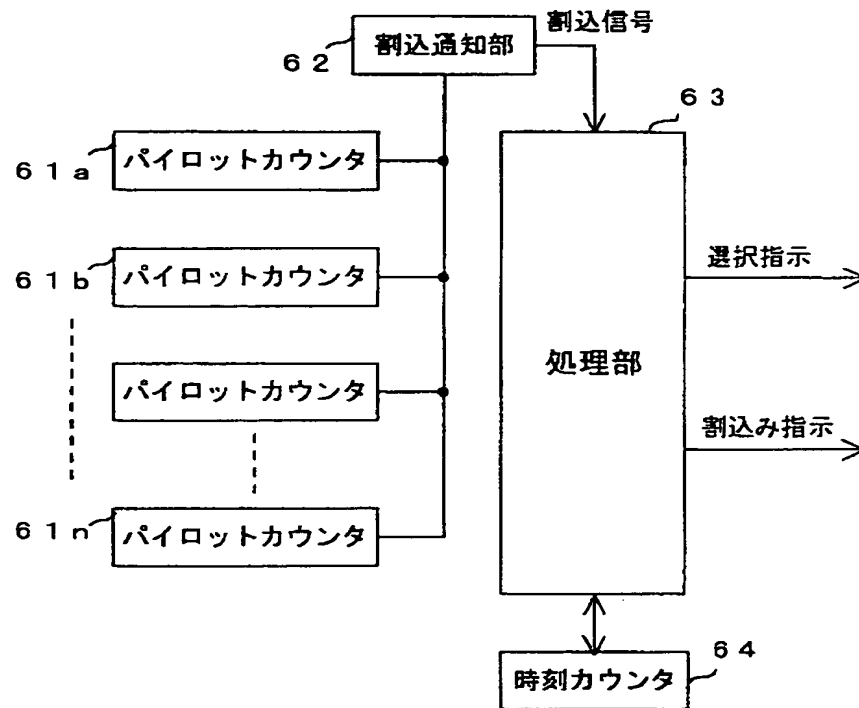 割込信号
62
割込通知部
63
61a
パイロットカウンタ
61b
パイロットカウンタ
選択指示
処理部
パイロットカウンタ
割込み指示
61n
パイロットカウンタ
64
時刻カウンタ